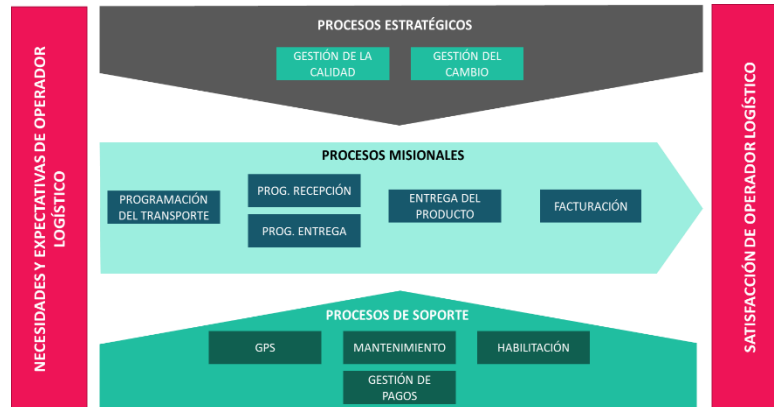 NECESIDADES Y EXPECTATIVAS DE OPERADOR
LOGÍSTICO
PROCESOS ESTRATÉGICOS
GESTIÓN DE LA
CALIDAD
GESTIÓN DEL
CAMBIO
PROCESOS MISIONALES
PROGRAMACIÓN
DEL TRANSPORTE
PROG. RECEPCIÓN
PROG. ENTREGA
ENTREGA DEL
PRODUCTO
FACTURACIÓN
PROCESOS DE SOPORTE
GPS
MANTENIMIENTO
HABILITACIÓN
GESTIÓN DE
PAGOS
SATISFACCIÓN DE OPERADOR LOGÍSTICO